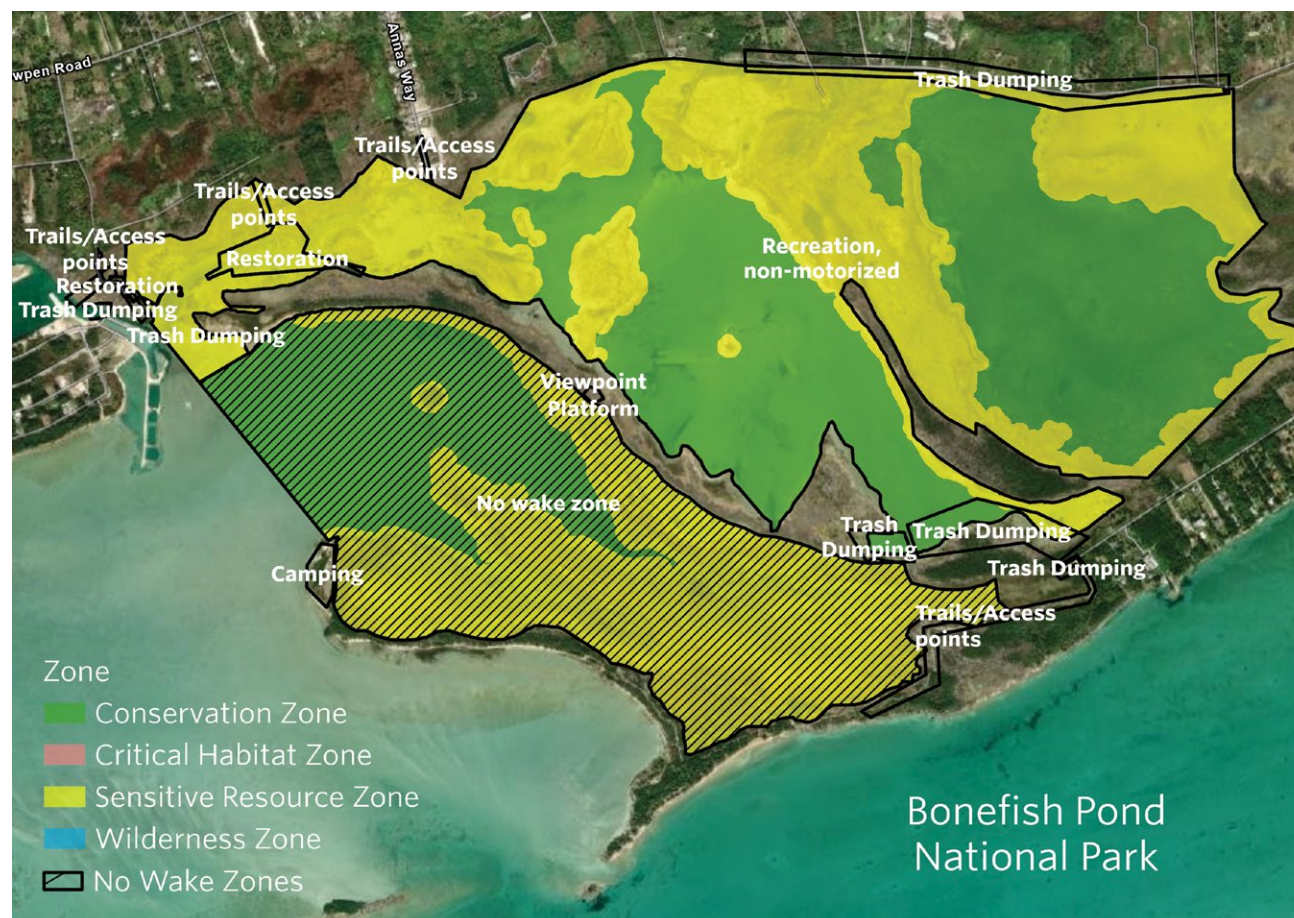 wpen Road
Annas Way
Trash Dumping
Trails/Access
points
Trails/Access
points
Trails/Access
points
Restoration
Restoration
Trash Dumping
Trash Dumping
Recreation,
non-motorized
Viewpoint
Platform
No wake zone
Trash
Dumping
Trash Dumping
Trash Dumping
Camping
Trails/Access
points
Zone
Conservation Zone
Critical Habitat Zone
Sensitive Resource Zone
Wilderness Zone
No Wake Zones
Bonefish Pond
National Park